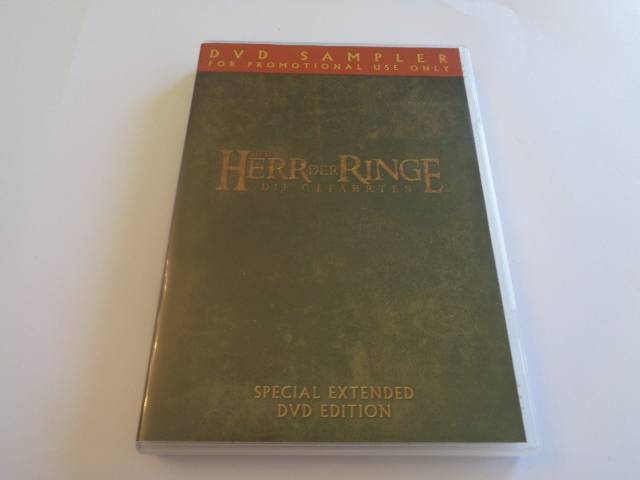 DVD SAMPLER
FOR PROMOTIONAL USE ONLY
HERR DER RINGE
DIE GEFÄHRTEN
SPECIAL EXTENDED
DVD EDITION